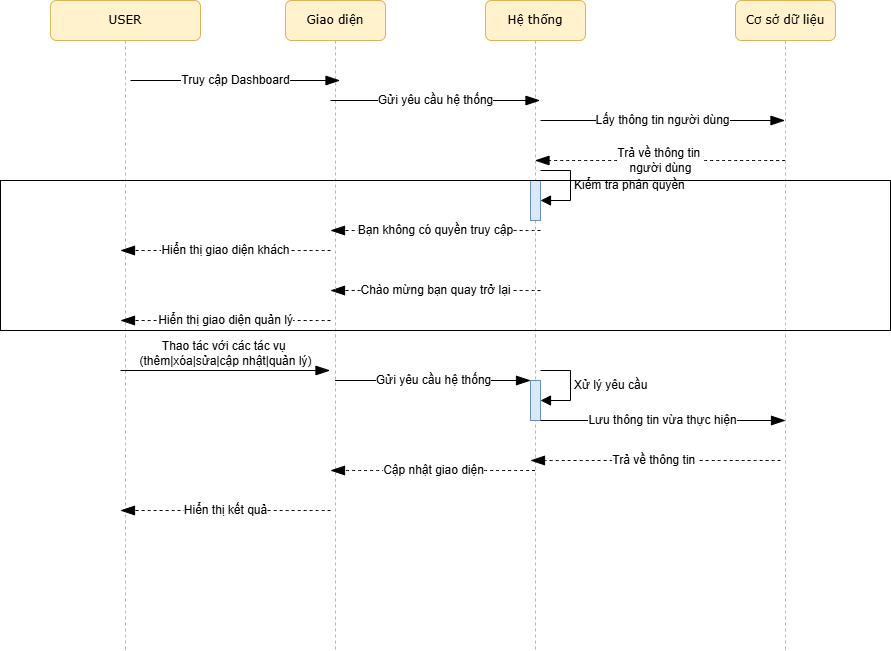 USER
Giao diện
Hệ thống
Cơ sở dữ liệu
Truy cập Dashboard
Gửi yêu cầu hệ thống
Lấy thông tin người dùng
Trả về thông tin
người dùng
Kiểm tra phân quyền
Bạn không có quyền truy cập
Hiển thị giao diện khách
Chào mừng bạn quay trở lại
Hiển thị giao diện quản lý
Thao tác với các tác vụ
(thêm|xóa|sửa|cập nhật|quản lý)
Gửi yêu cầu hệ thống
Xử lý yêu cầu
Lưu thông tin vừa thực hiện
Trả về thông tin
Cập nhật giao diện
Hiển thị kết quả